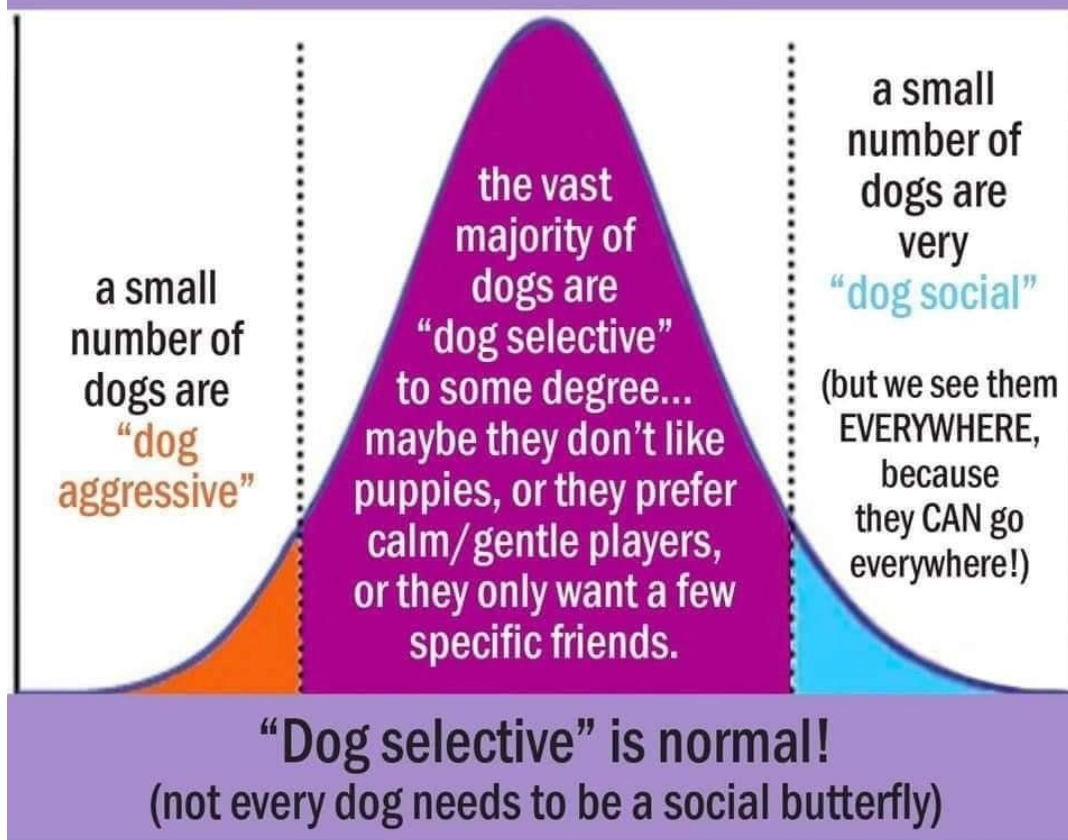 a small
number of
dogs are
“dog
aggressive”
the vast
majority of
dogs are
“dog selective”
to some degree...
maybe they don’t like
puppies, or they prefer
calm/gentle players,
or they only want a few
specific friends.
a small
number of
dogs are
very
“dog social”
(but we see them
EVERYWHERE,
because
they CAN go
everywhere!)
“Dog selective” is normal!
(not every dog needs to be a social butterfly)